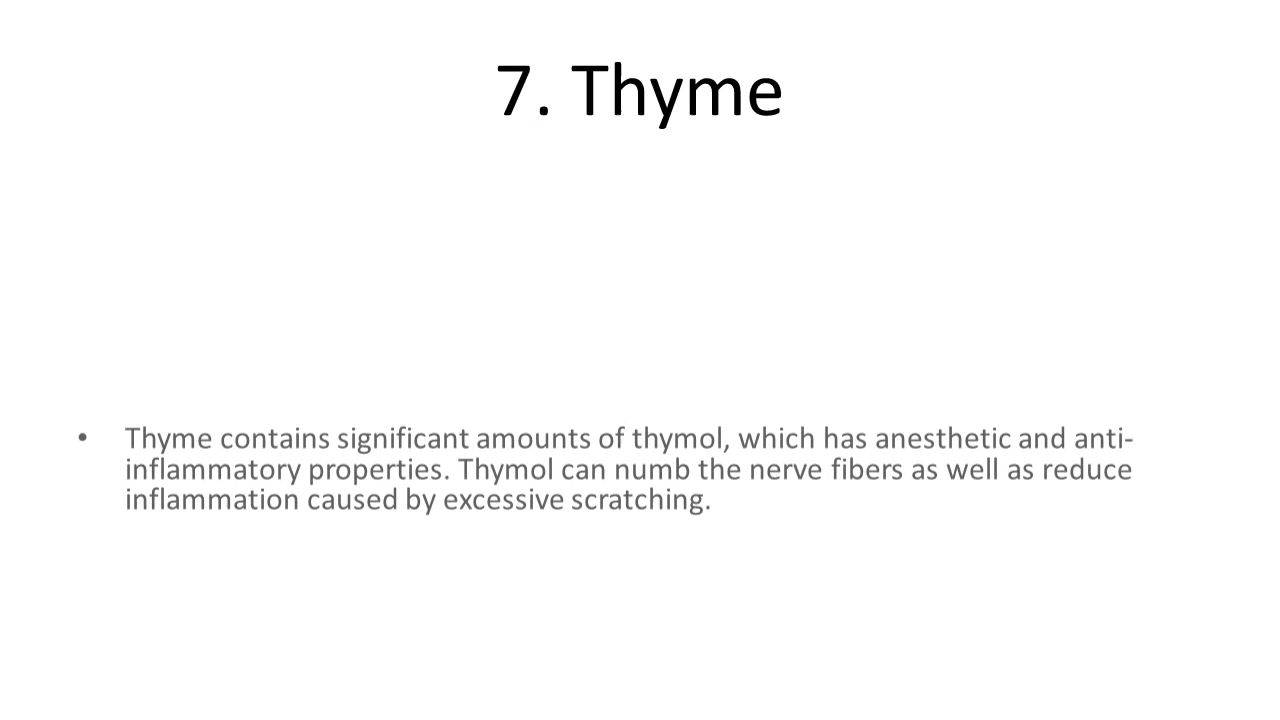 7. Thyme
• Thyme contains significant amounts of thymol, which has anesthetic and anti-
inflammatory properties. Thymol can numb the nerve fibers as well as reduce
inflammation caused by excessive scratching.